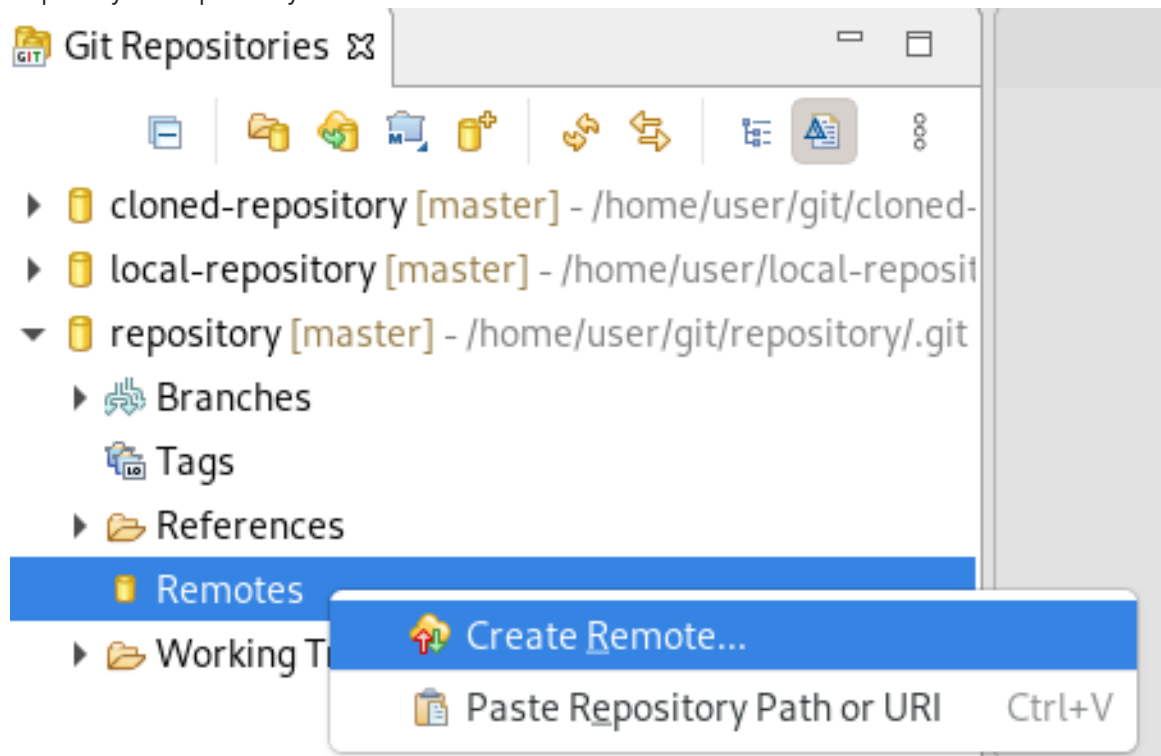 Git Repositories
cloned-repository [master] - /home/user/git/cloned-
local-repository [master] - /home/user/local-reposit
repository [master] - /home/user/git/repository/.git
Branches
Tags
References
Remotes
Create Remote...
Working
Paste Repository Path or URI Ctrl+V